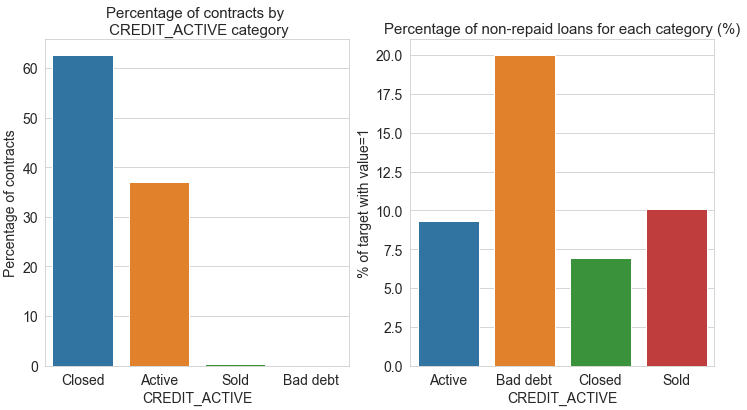 Percentage of contracts by
CREDIT_ACTIVE category
Percentage of contracts
60
50
40
30
20
10
0
Closed
Active
Sold
Bad debt
CREDIT_ACTIVE
Percentage of non-repaid loans for each category (%)
% of target with value=1
20.0
17.5
15.0
12.5
10.0
7.5
5.0
2.5
0.0
Active
Bad debt
Closed
Sold
CREDIT_ACTIVE